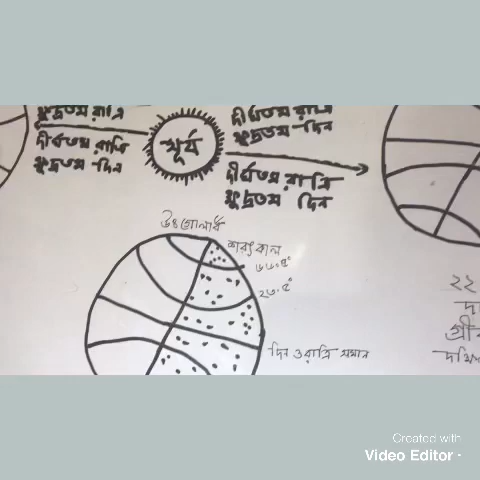 ক্ষুদ্রতম রাত্রি
দীর্ঘতম রাত্রি
ক্ষুদ্রতম দিন
দীর্ঘতম রাত্রি
ক্ষুদ্রতম দিন
সূর্য
দীর্ঘতম রাত্রি
ক্ষুদ্রতম দিন
উঃ গোলার্ধ
শরৎকাল
৬৬.৫°
২৩.৫°
দিন ও রাত্রি সমান
২২
Created with
Video Editor